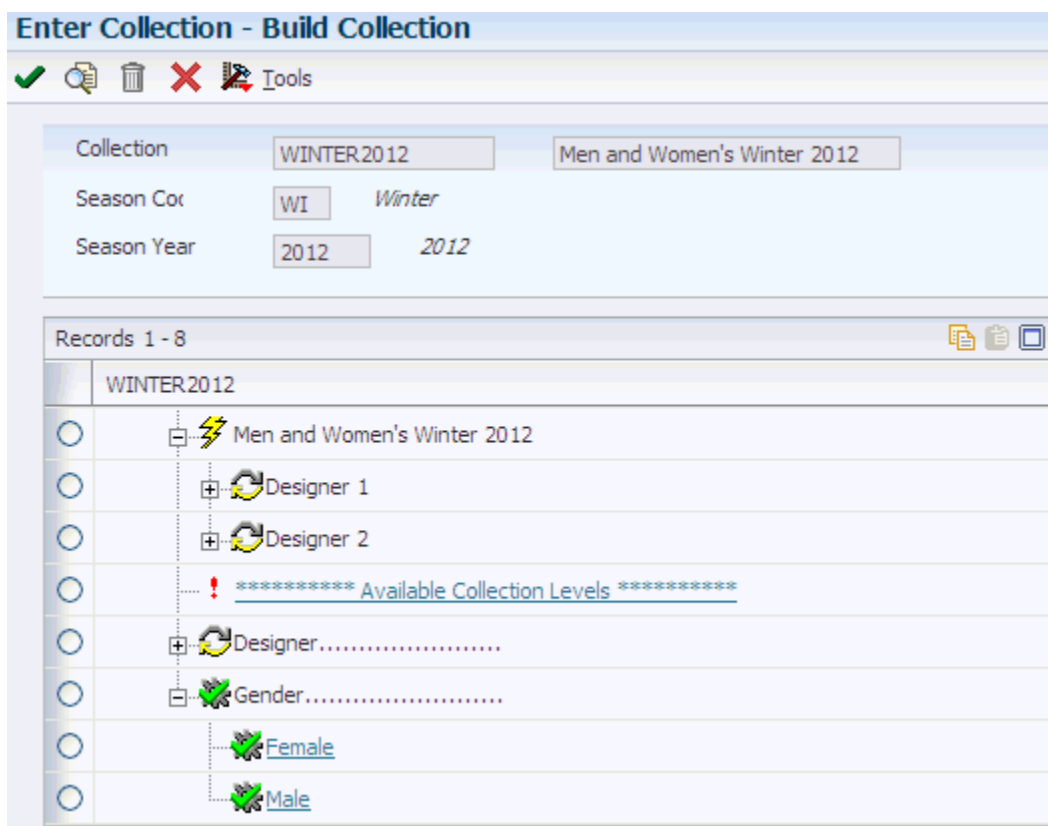 Enter Collection - Build Collection
Tools
Collection WINTER2012 Men and Women's Winter 2012
Season Coc WI Winter
Season Year 2012 2012
Records 1 - 8
WINTER2012
Men and Women's Winter 2012
Designer 1
Designer 2
********** Available Collection Levels **********
Designer.......................
Gender.........................
Female
Male